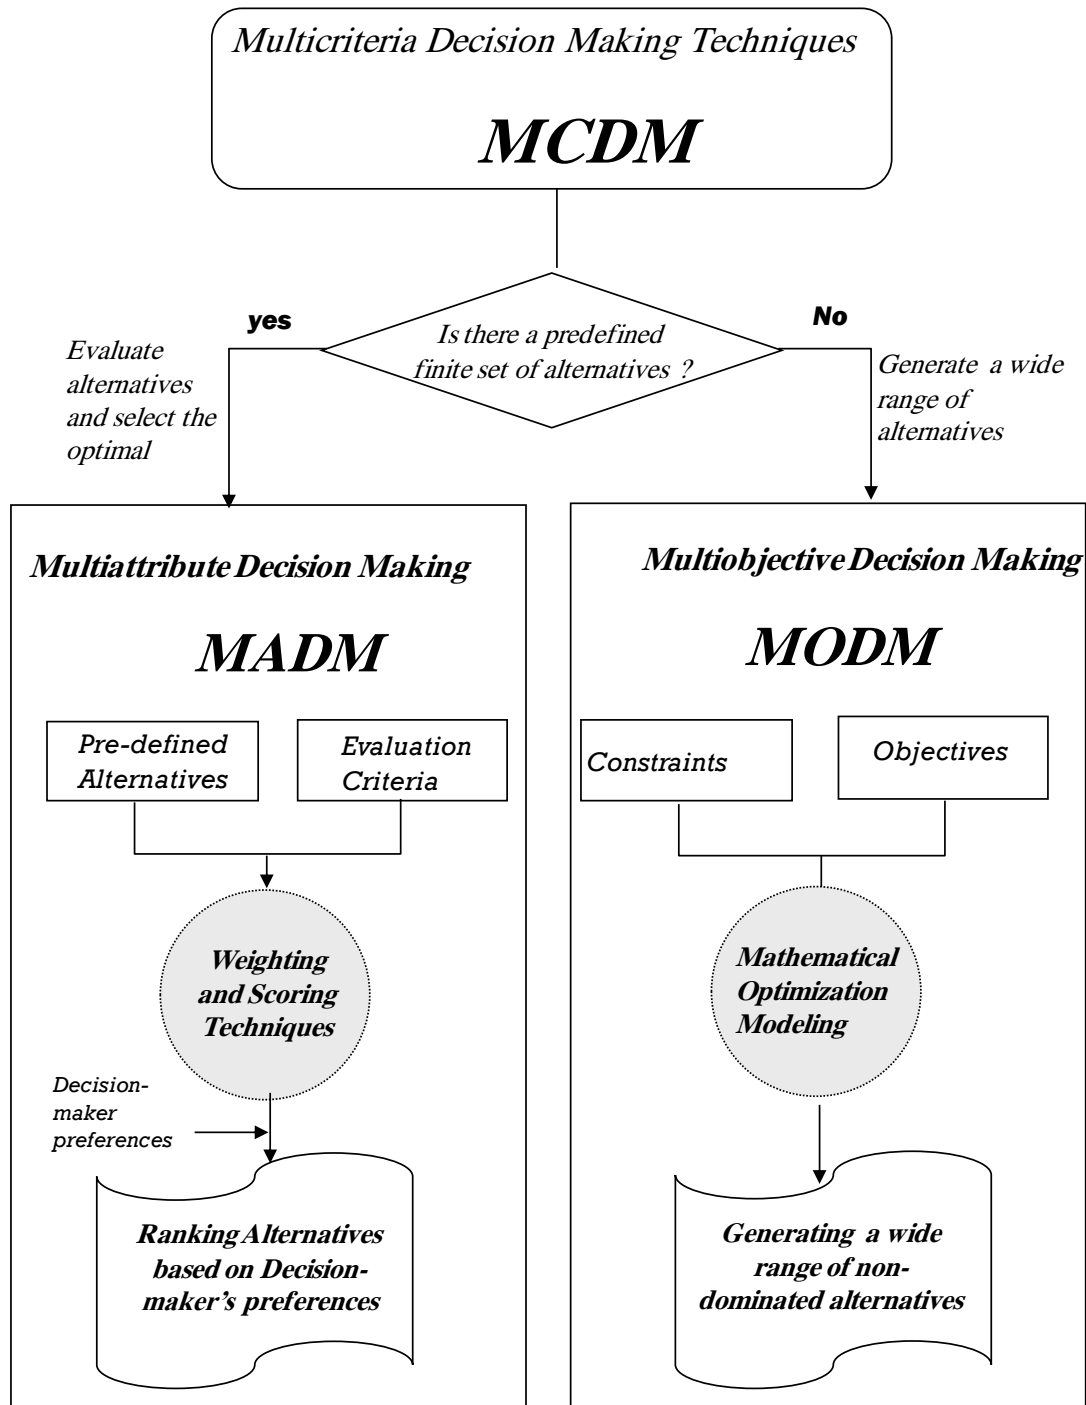 Multicriteria Decision Making Techniques
MCDM
yes
No
Is there a predefined
finite set of alternatives ?
Evaluate
alternatives
and select the
optimal
Generate a wide
range of
alternatives
Multiattribute Decision Making
MADM
Pre-defined
Alternatives
Evaluation
Criteria
Weighting
and Scoring
Techniques
Decision-
maker
preferences
Ranking Alternatives
based on Decision-
maker's preferences
Multiobjective Decision Making
MODM
Constraints
Objectives
Mathematical
Optimization
Modeling
Generating a wide
range of non-
dominated alternatives